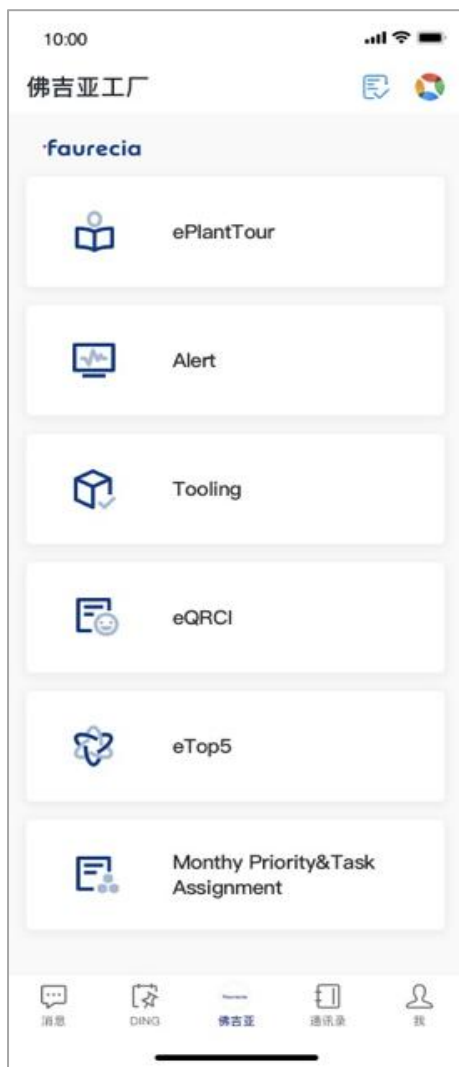 10:00
佛吉亚工厂
faurecia
ePlantTour
Alert
Tooling
eQRCI
eTop5
Monthy Priority&Task
Assignment
消息
DING
佛吉亚
通讯录
我